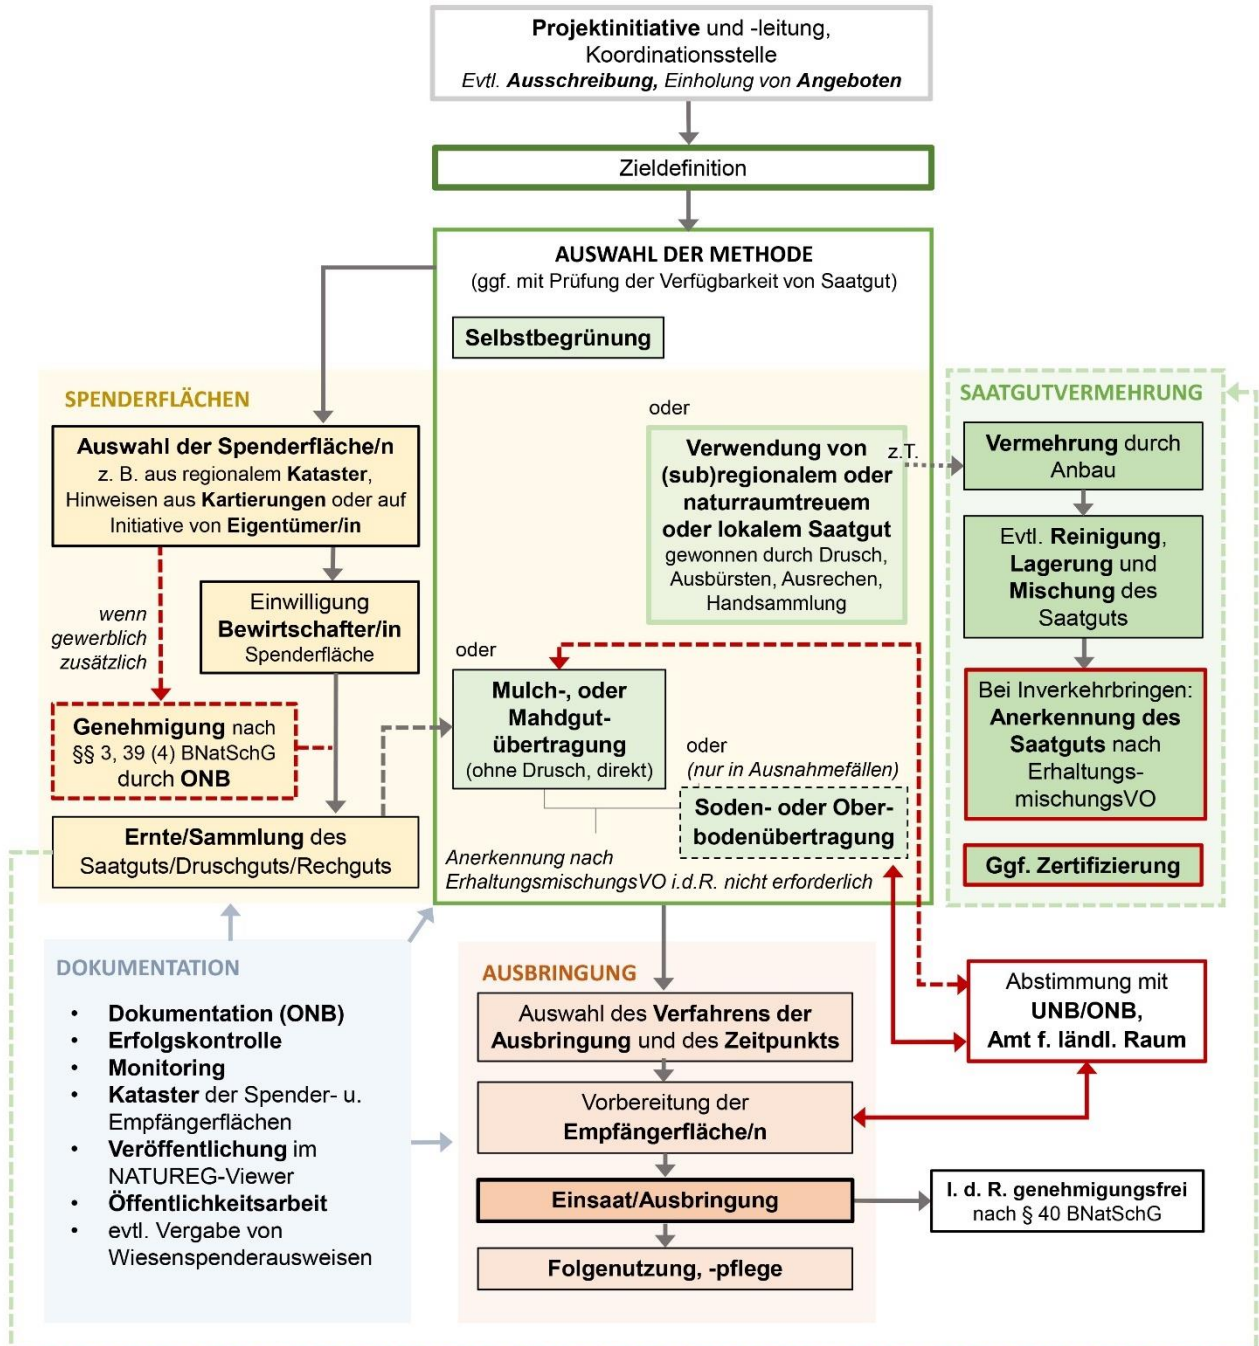 Projektinitiative und -leitung,
Koordinationsstelle
Evtl. Ausschreibung, Einholung von Angeboten
Zieldefinition
AUSWAHL DER METHODE
(ggf. mit Prüfung der Verfügbarkeit von Saatgut)
Selbstbegrünung
SPENDERFLÄCHEN
Auswahl der Spenderfläche/n
z. B. aus regionalem Kataster,
Hinweisen aus Kartierungen oder auf
Initiative von Eigentümer/in
wenn
gewerblich
zusätzlich
Einwilligung
Bewirtschafter/in
Spenderfläche
Genehmigung nach
§§ 3, 39 (4) BNatSchG
durch ONB
Ernte/Sammlung des
Saatguts/Druschguts/Rechguts
oder
Verwendung von
(sub)regionalem oder
naturraumtreuem
oder lokalem Saatgut
gewonnen durch Drusch,
Ausbürsten, Ausrechen,
Handsammlung
z.T.
oder
Mulch-, oder
Mahdgut-
übertragung
(ohne Drusch, direkt)
oder
(nur in Ausnahmefällen)
Soden- oder Ober-
bodenübertragung
Anerkennung nach
ErhaltungsmischungsVO i.d.R. nicht erforderlich
SAATGUTVERMEHRUNG
Vermehrung durch
Anbau
Evtl. Reinigung,
Lagerung und
Mischung des
Saatguts
Bei Inverkehrbringen:
Anerkennung des
Saatguts nach
Erhaltungs-
mischungsVO
Ggf. Zertifizierung
DOKUMENTATION
• Dokumentation (ONB)
• Erfolgskontrolle
• Monitoring
• Kataster der Spender- u.
Empfängerflächen
• Veröffentlichung im
NATUREG-Viewer
• Öffentlichkeitsarbeit
• evtl. Vergabe von
Wiesenspenderausweisen
AUSBRINGUNG
Auswahl des Verfahrens der
Ausbringung und des Zeitpunkts
Vorbereitung der
Empfängerfläche/n
Einsaat/Ausbringung
Folgenutzung, -pflege
Abstimmung mit
UNB/ONB,
Amt f. ländl. Raum
I. d. R. genehmigungsfrei
nach § 40 BNatSchG